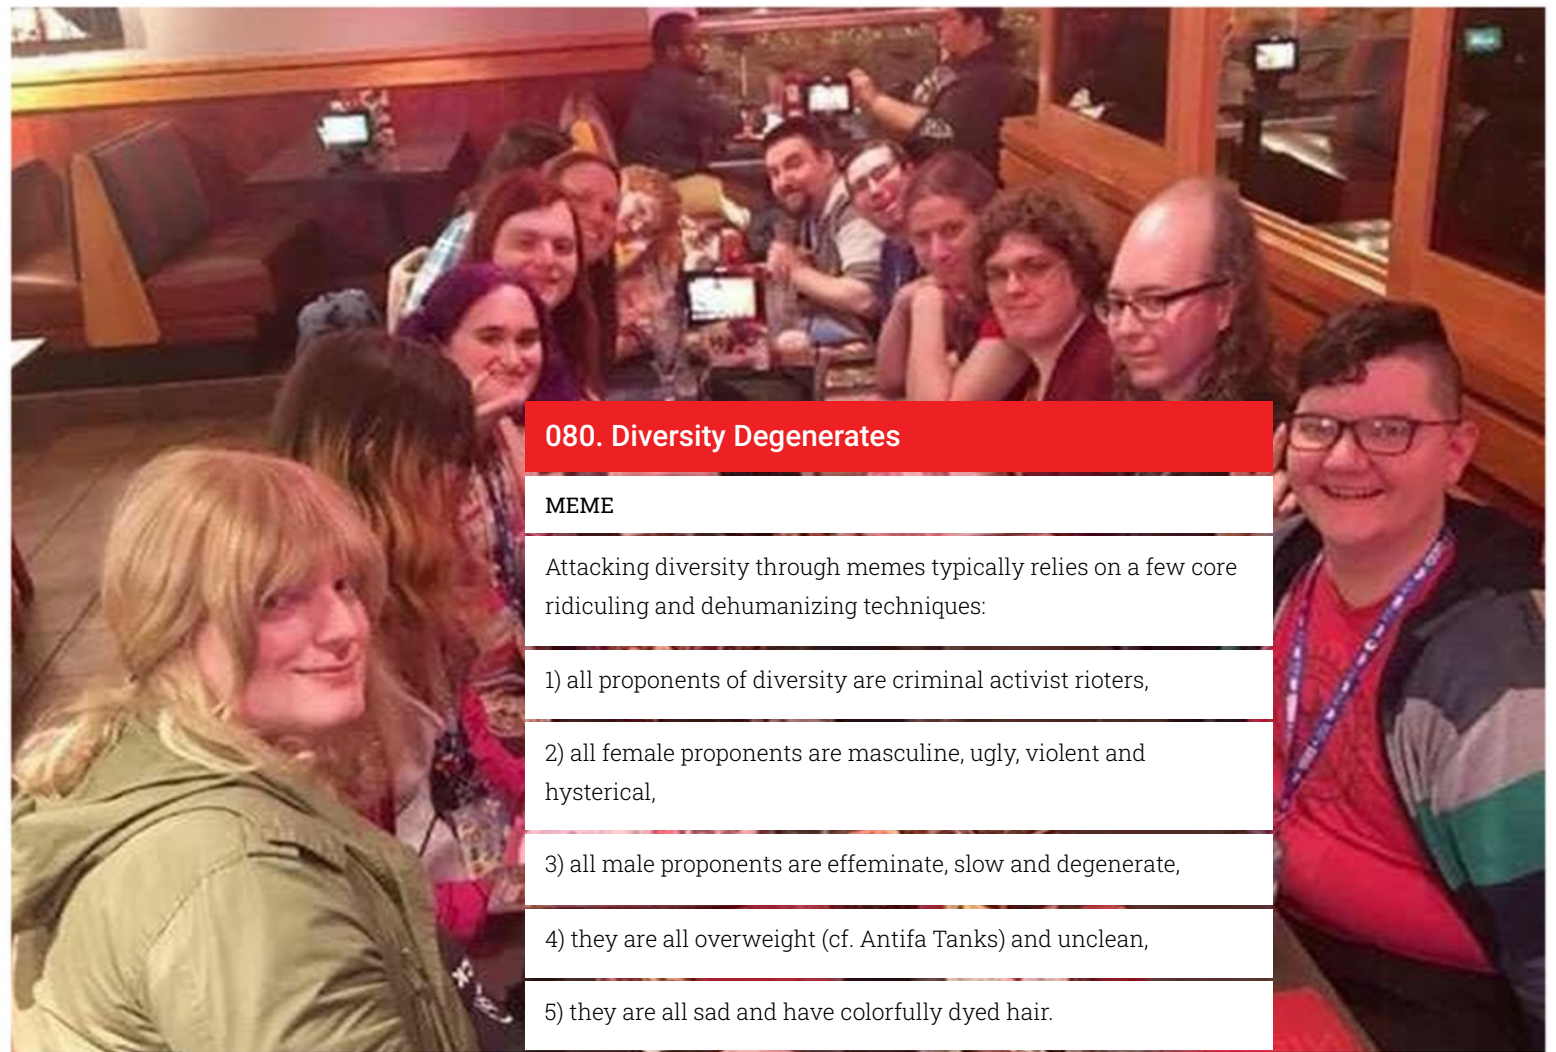 080. Diversity Degenerates
MEME
Attacking diversity through memes typically relies on a few core
ridiculing and dehumanizing techniques:
1) all proponents of diversity are criminal activist rioters,
2) all female proponents are masculine, ugly, violent and
hysterical,
3) all male proponents are effeminate, slow and degenerate,
4) they are all overweight (cf. Antifa Tanks) and unclean,
5) they are all sad and have colorfully dyed hair.